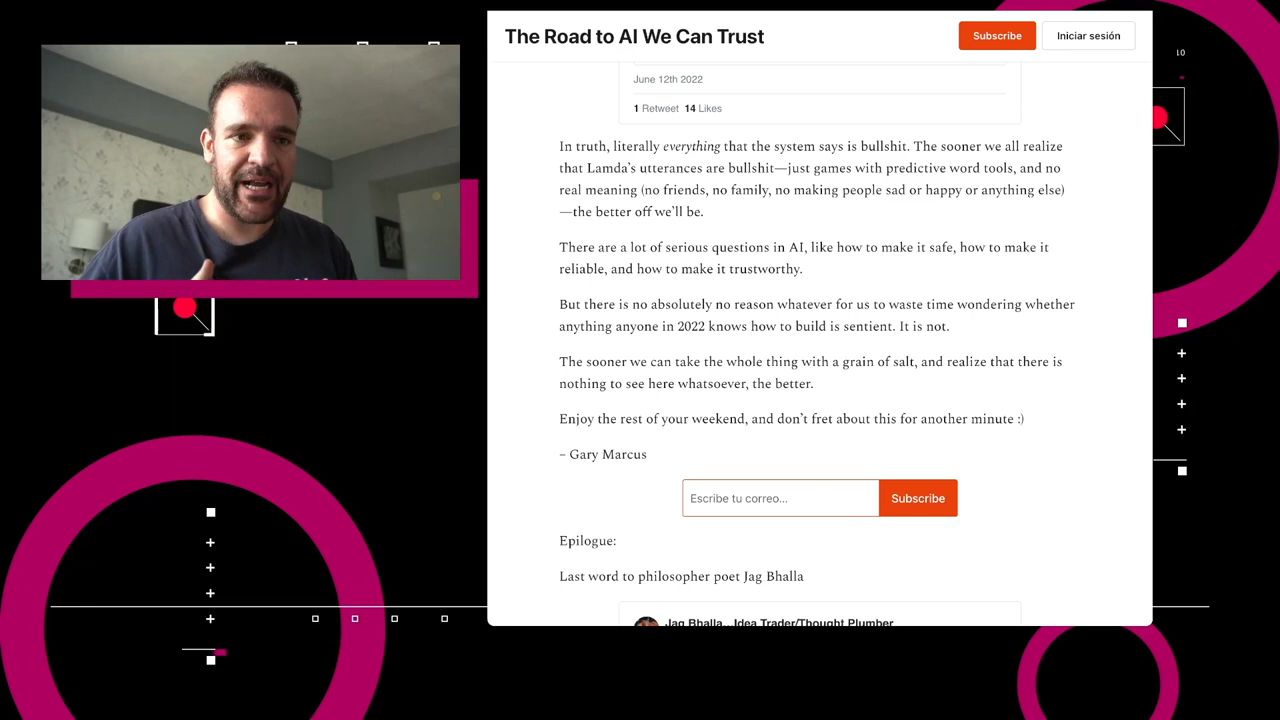 The Road to AI We Can Trust
Subscribe
Iniciar sesión
June 12th 2022
1 Retweet 14 Likes
In truth, literally everything that the system says is bullshit. The sooner we all realize
that Lamda’s utterances are bullshit—just games with predictive word tools, and no
real meaning (no friends, no family, no making people sad or happy or anything else)
—the better off we’ll be.
There are a lot of serious questions in AI, like how to make it safe, how to make it
reliable, and how to make it trustworthy.
But there is no absolutely no reason whatever for us to waste time wondering whether
anything anyone in 2022 knows how to build is sentient. It is not.
The sooner we can take the whole thing with a grain of salt, and realize that there is
nothing to see here whatsoever, the better.
Enjoy the rest of your weekend, and don’t fret about this for another minute :)
– Gary Marcus
Escribe tu correo...
Subscribe
Epilogue:
Last word to philosopher poet Jag Bhalla
Jag Bhalla...Idea Trader/Thought Plumber